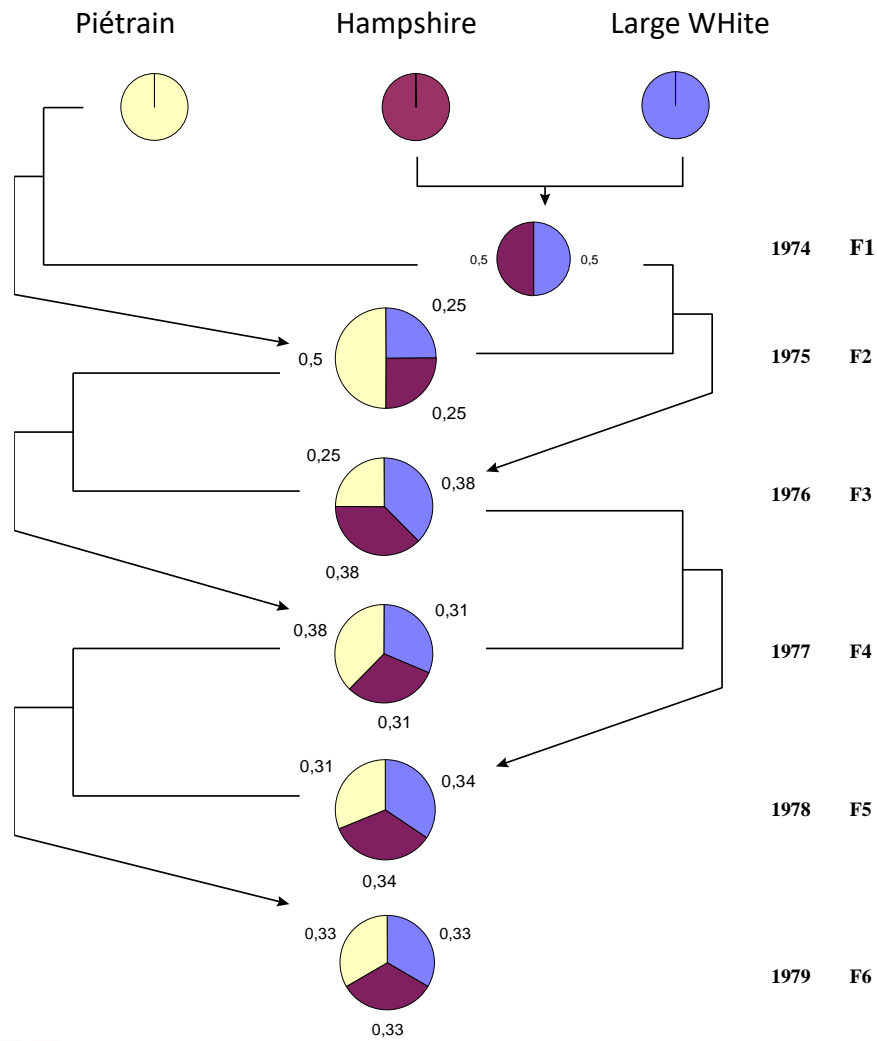 Piétrain Hampshire Large WHite
0,5 0,5 1974 F1
0,25
0,5 1975 F2
0,25
0,25
0,38 1976 F3
0,38
0,31
0,38 1977 F4
0,31
0,31
0,34 1978 F5
0,34
0,33 0,33
1979 F6
0,33